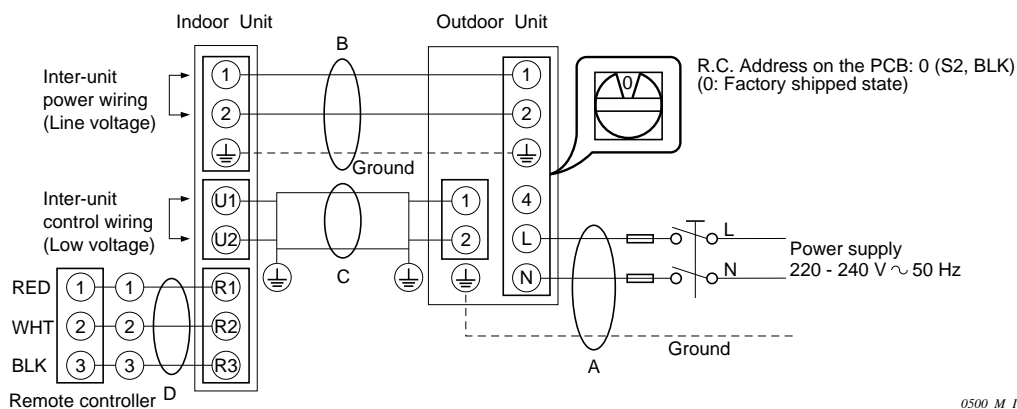 Indoor Unit
Outdoor Unit
B
R.C. Address on the PCB: 0 (S2, BLK)
(0: Factory shipped state)
0
Inter-unit
power wiring
(Line voltage)
1
2
1
2
Ground
4
L
N
Inter-unit
control wiring
(Low voltage)
U1
U2
1
2
C
L
N
Power supply
220 - 240 V ~ 50 Hz
A
Ground
RED 1 1 R1
WHT 2 2 R2
BLK 3 3 R3
D
Remote controller
0500_M_I